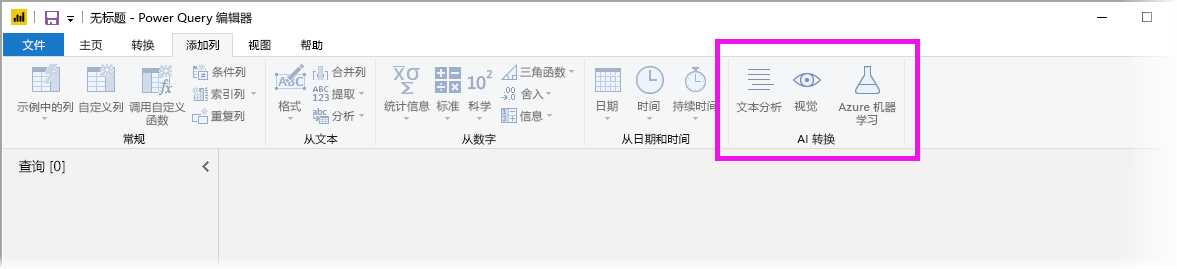 无标题 - Power Query 编辑器
文件 主页 转换 添加列 视图 帮助
示例中的列
自定义列
调用自定义
函数
条件列
索引列
重复列
常规
格式
合并列
提取
分析
从文本
统计信息
标准
科学
三角函数
舍入
信息
从数字
日期
时间
持续时间
从日期和时间
文本分析
视觉
Azure 机器
学习
AI 转换
查询 [0]